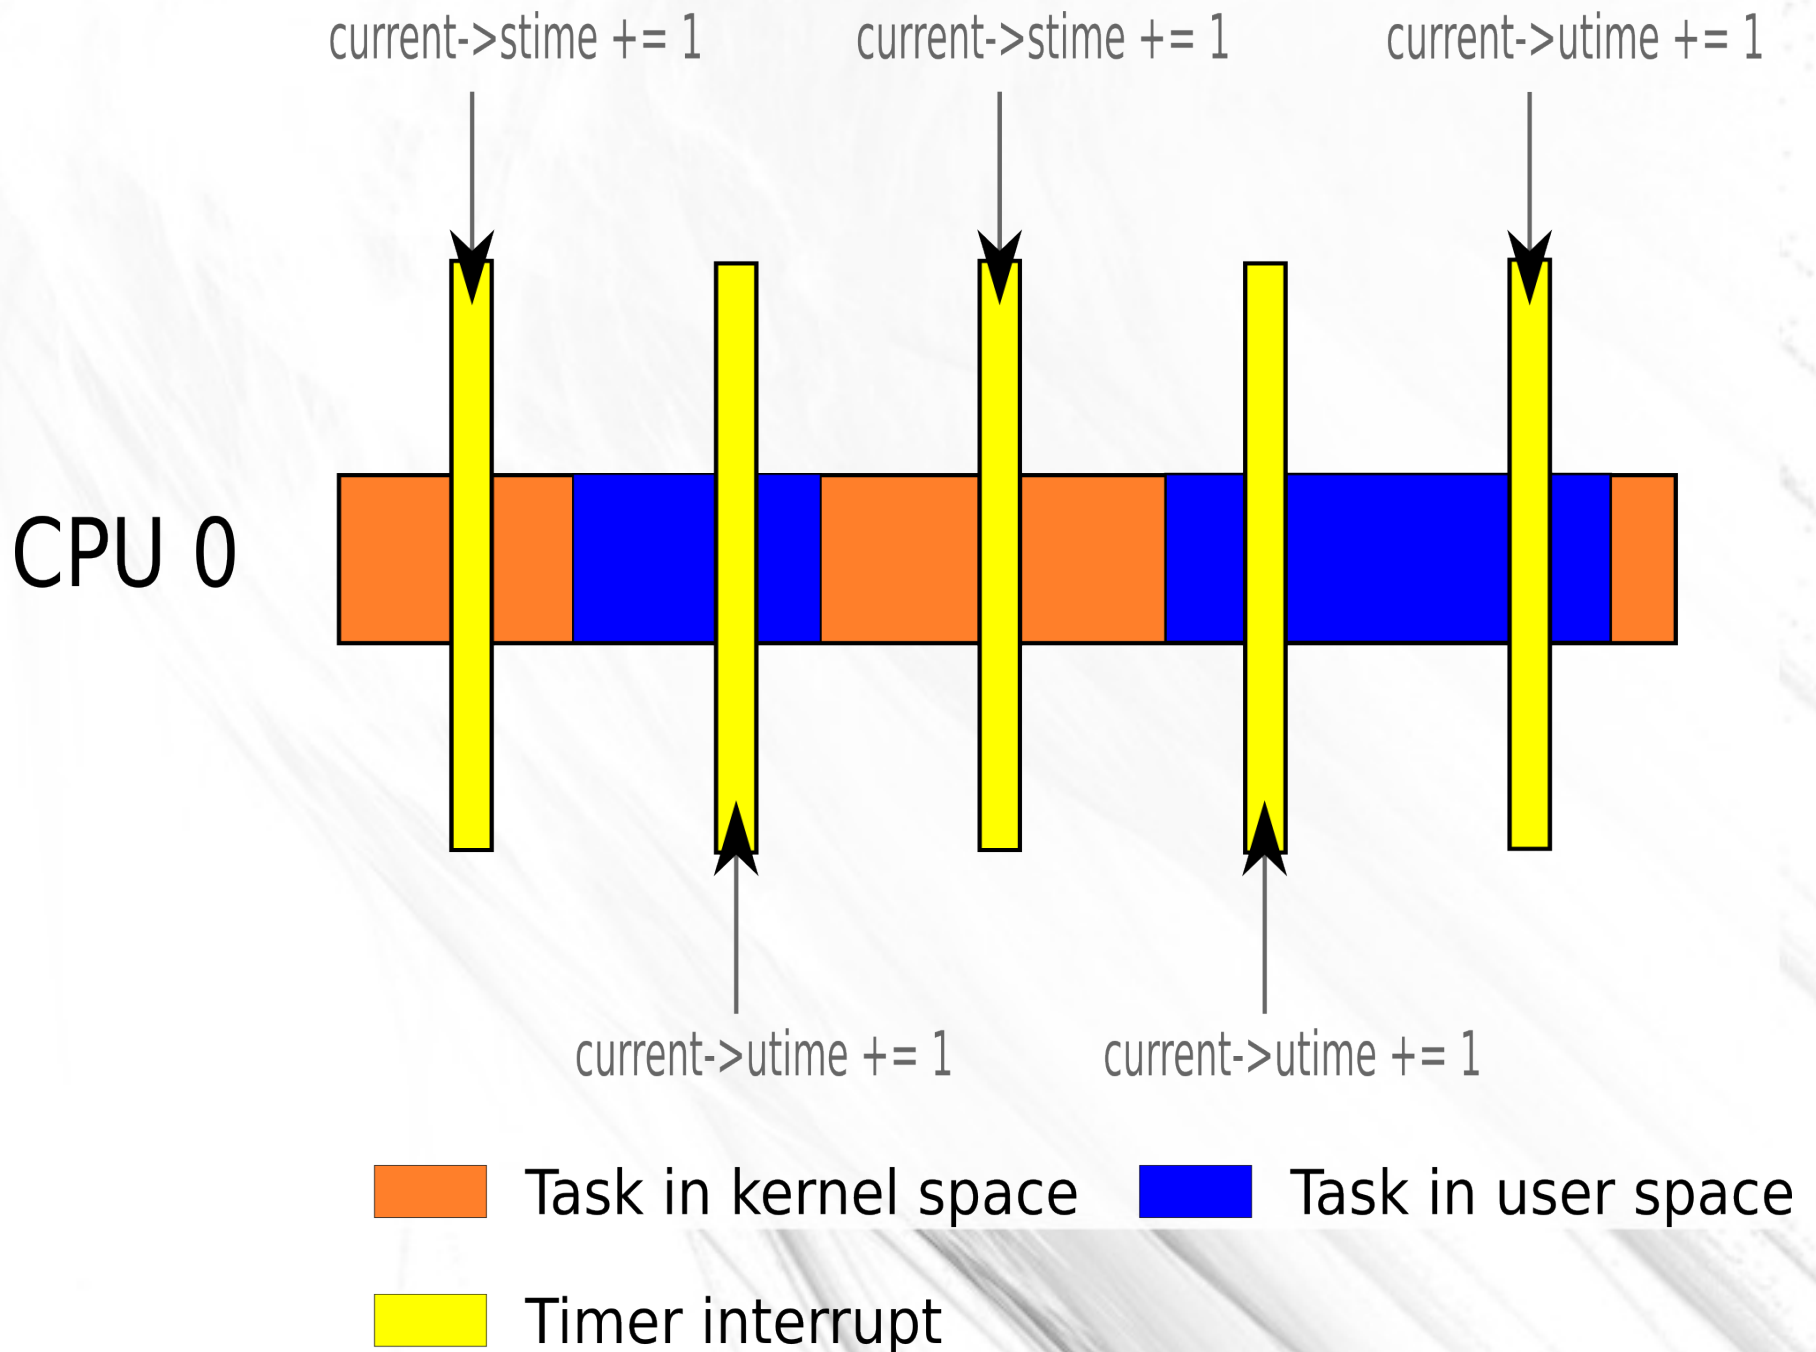 current->stime += 1
current->stime += 1
current->utime += 1
CPU 0
current->utime += 1
current->utime += 1
Task in kernel space
Task in user space
Timer interrupt